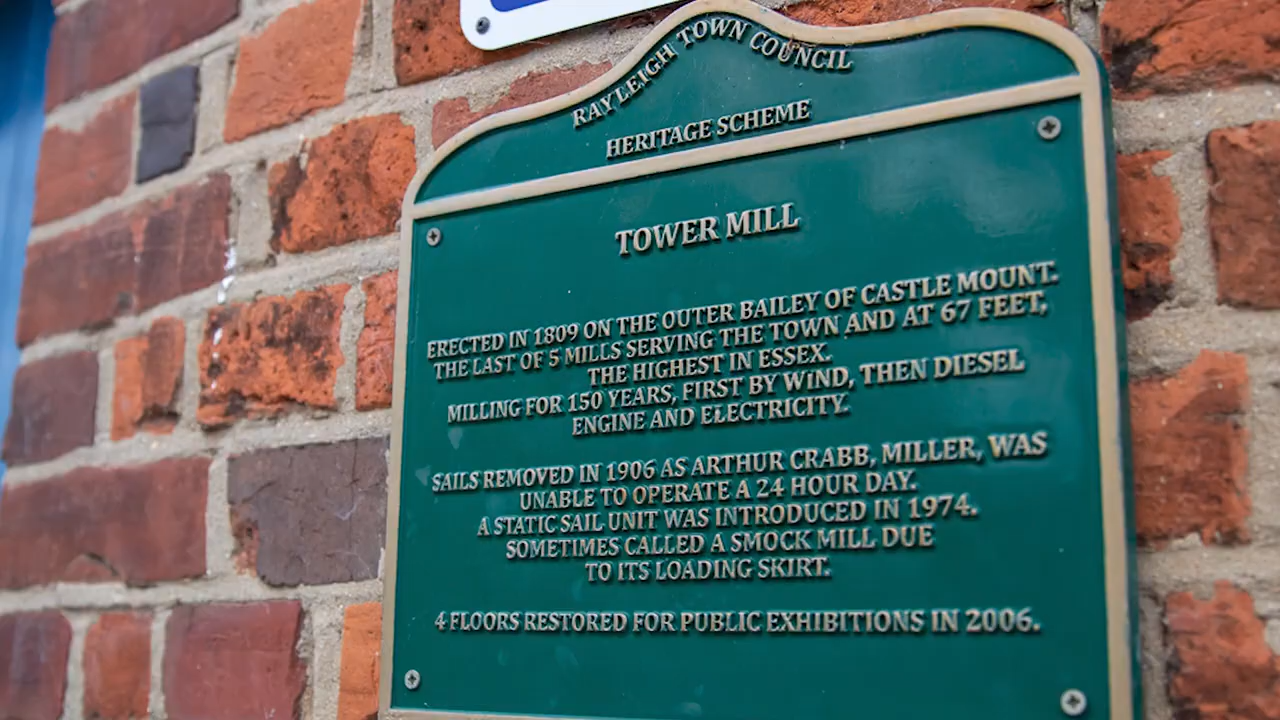 RAYLEIGH TOWN COUNCIL
HERITAGE SCHEME
TOWER MILL
ERECTED IN 1809 ON THE OUTER BAILEY OF CASTLE MOUNT.
THE LAST OF 5 MILLS SERVING THE TOWN AND AT 67 FEET,
THE HIGHEST IN ESSEX.
MILLING FOR 150 YEARS, FIRST BY WIND, THEN DIESEL
ENGINE AND ELECTRICITY.
SAILS REMOVED IN 1906 AS ARTHUR CRABB, MILLER, WAS
UNABLE TO OPERATE A 24 HOUR DAY.
A STATIC SAIL UNIT WAS INTRODUCED IN 1974.
SOMETIMES CALLED A SMOCK MILL DUE
TO ITS LOADING SKIRT.
4 FLOORS RESTORED FOR PUBLIC EXHIBITIONS IN 2006.